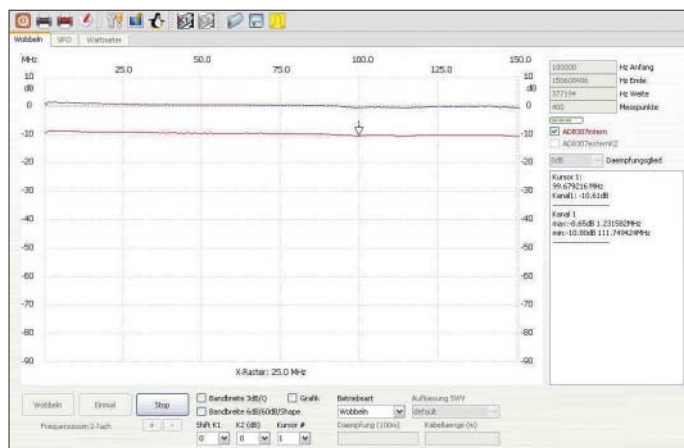 Wobbeln VFO Wattmeter
MHz 25.0 50.0 75.0 100.0 125.0 150.0
10 10
dB dB
0 0
-10 -10
-20 -20
-30 -30
-40 -40
-50 -50
-60 -60
-70 -70
-80 -80
-90 -90
X-Raster: 25.0 MHz
100000 Hz Anfang
150600406 Hz Ende
377194 Hz Weite
400 Messpunkte
AD8307intern
AD8307externK2
0dB Daempfungsglied
Kursor 1:
99.679216 MHz
Kanal1: -10.61dB
--------------------
Kanal 1
max:-8.65dB 1.231582MHz
min:-10.80dB 111.749424MHz
--------------------
Wobbeln Einmal Stop
Frequenzzoom 2-fach + -
Bandbreite 3dB/Q Grafik
Bandbreite 6dB/60dB/Shape
Shift K1 K2 (dB) Kursor #
0 0 1
Betriebsart Aufloesung SWV
Wobbeln default
Daempfung (100m) Kabellaenge (m)